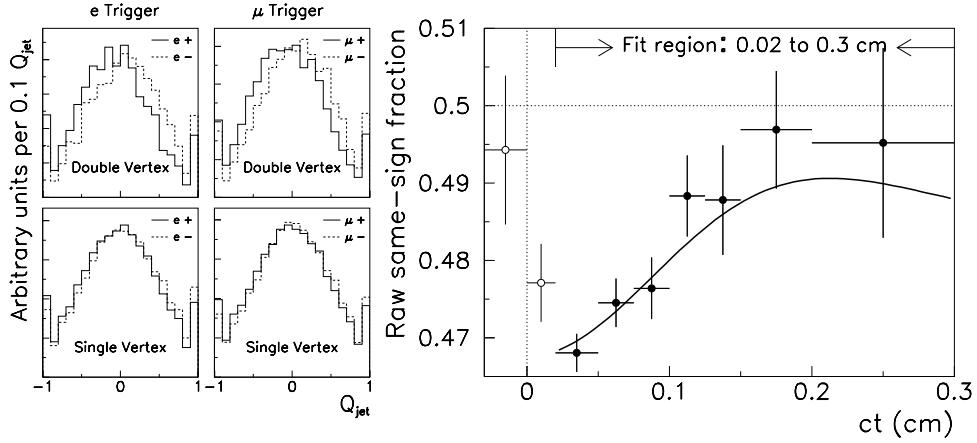 e Trigger
μ Trigger
Arbitrary units per 0.1 Q_jet
e +
e −
Double Vertex
μ +
μ −
Double Vertex
e +
e −
Single Vertex
μ +
μ −
Single Vertex
−1 0 1
−1 0 1
Q_jet
Raw same−sign fraction
0.51
0.5
0.49
0.48
0.47
Fit region: 0.02 to 0.3 cm
0 0.1 0.2 0.3
ct (cm)